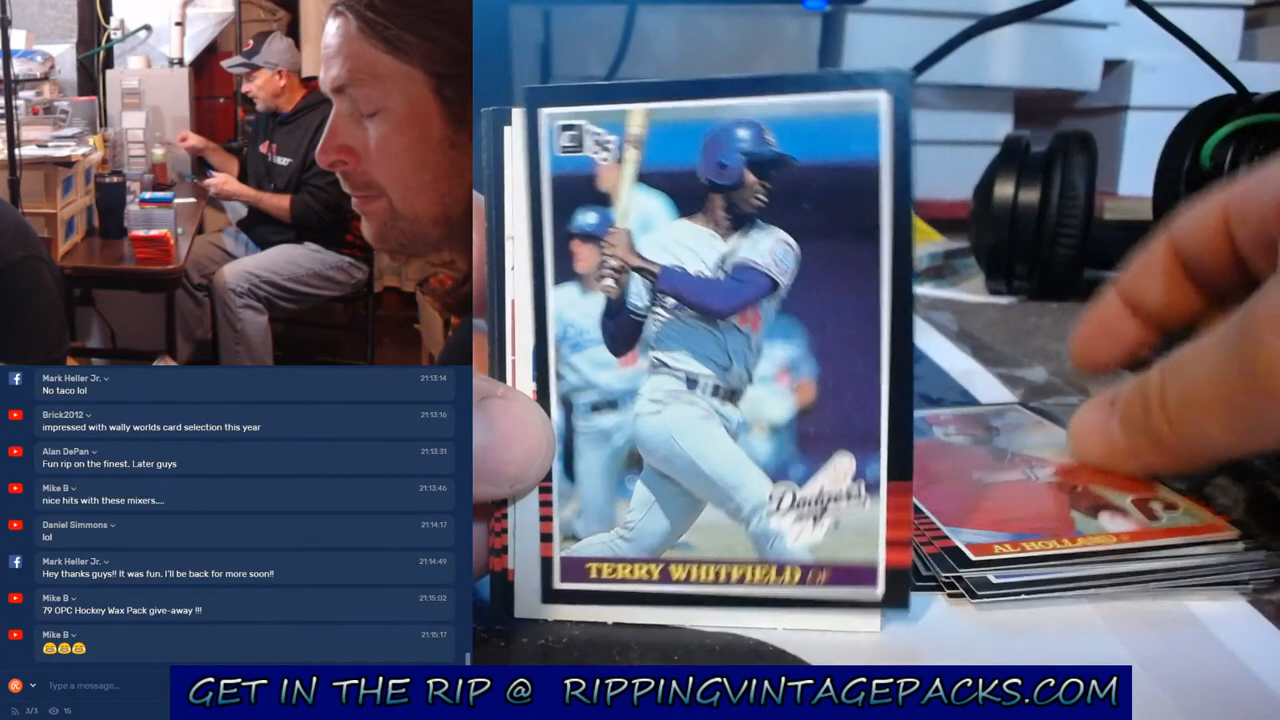 Mark Heller Jr.
21:13:14
No taco lol
Brick2012
21:13:16
impressed with wally worlds card selection this year
Alan DePan
21:13:31
Fun rip on the finest. Later guys
Mike B
21:13:46
nice hits with these mixers....
Daniel Simmons
21:14:17
lol
Mark Heller Jr.
21:14:49
Hey thanks guys!! It was fun. I'll be back for more soon!!
Mike B
21:15:02
79 OPC Hockey Wax Pack give-away !!!
Mike B
21:15:17
Type a message...
3/3 15
'85
4
Dodgers
TERRY WHITFIELD OF
AL HOLLAND P
GET IN THE RIP @ RIPPINGVINTAGEPACKS.COM